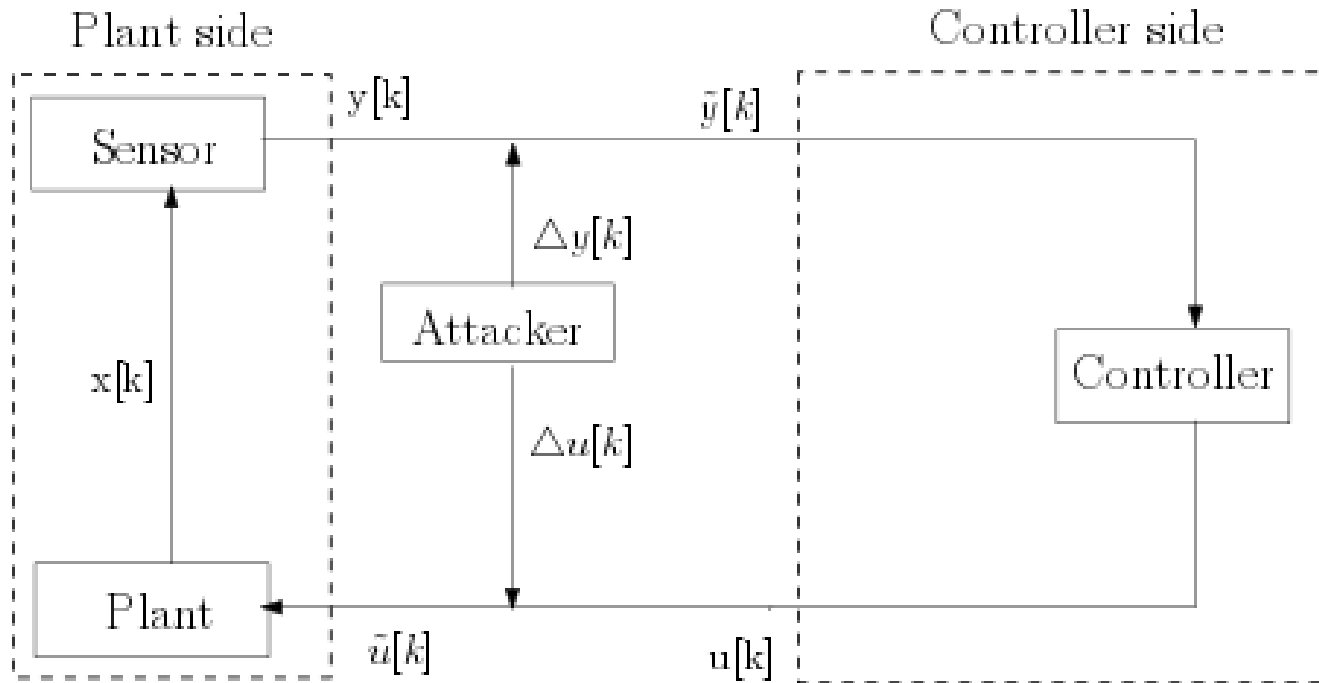 Plant side
Controller side
y[k]
ỹ[k]
Sensor
△y[k]
Attacker
x[k]
Controller
△u[k]
Plant
ũ[k]
u[k]